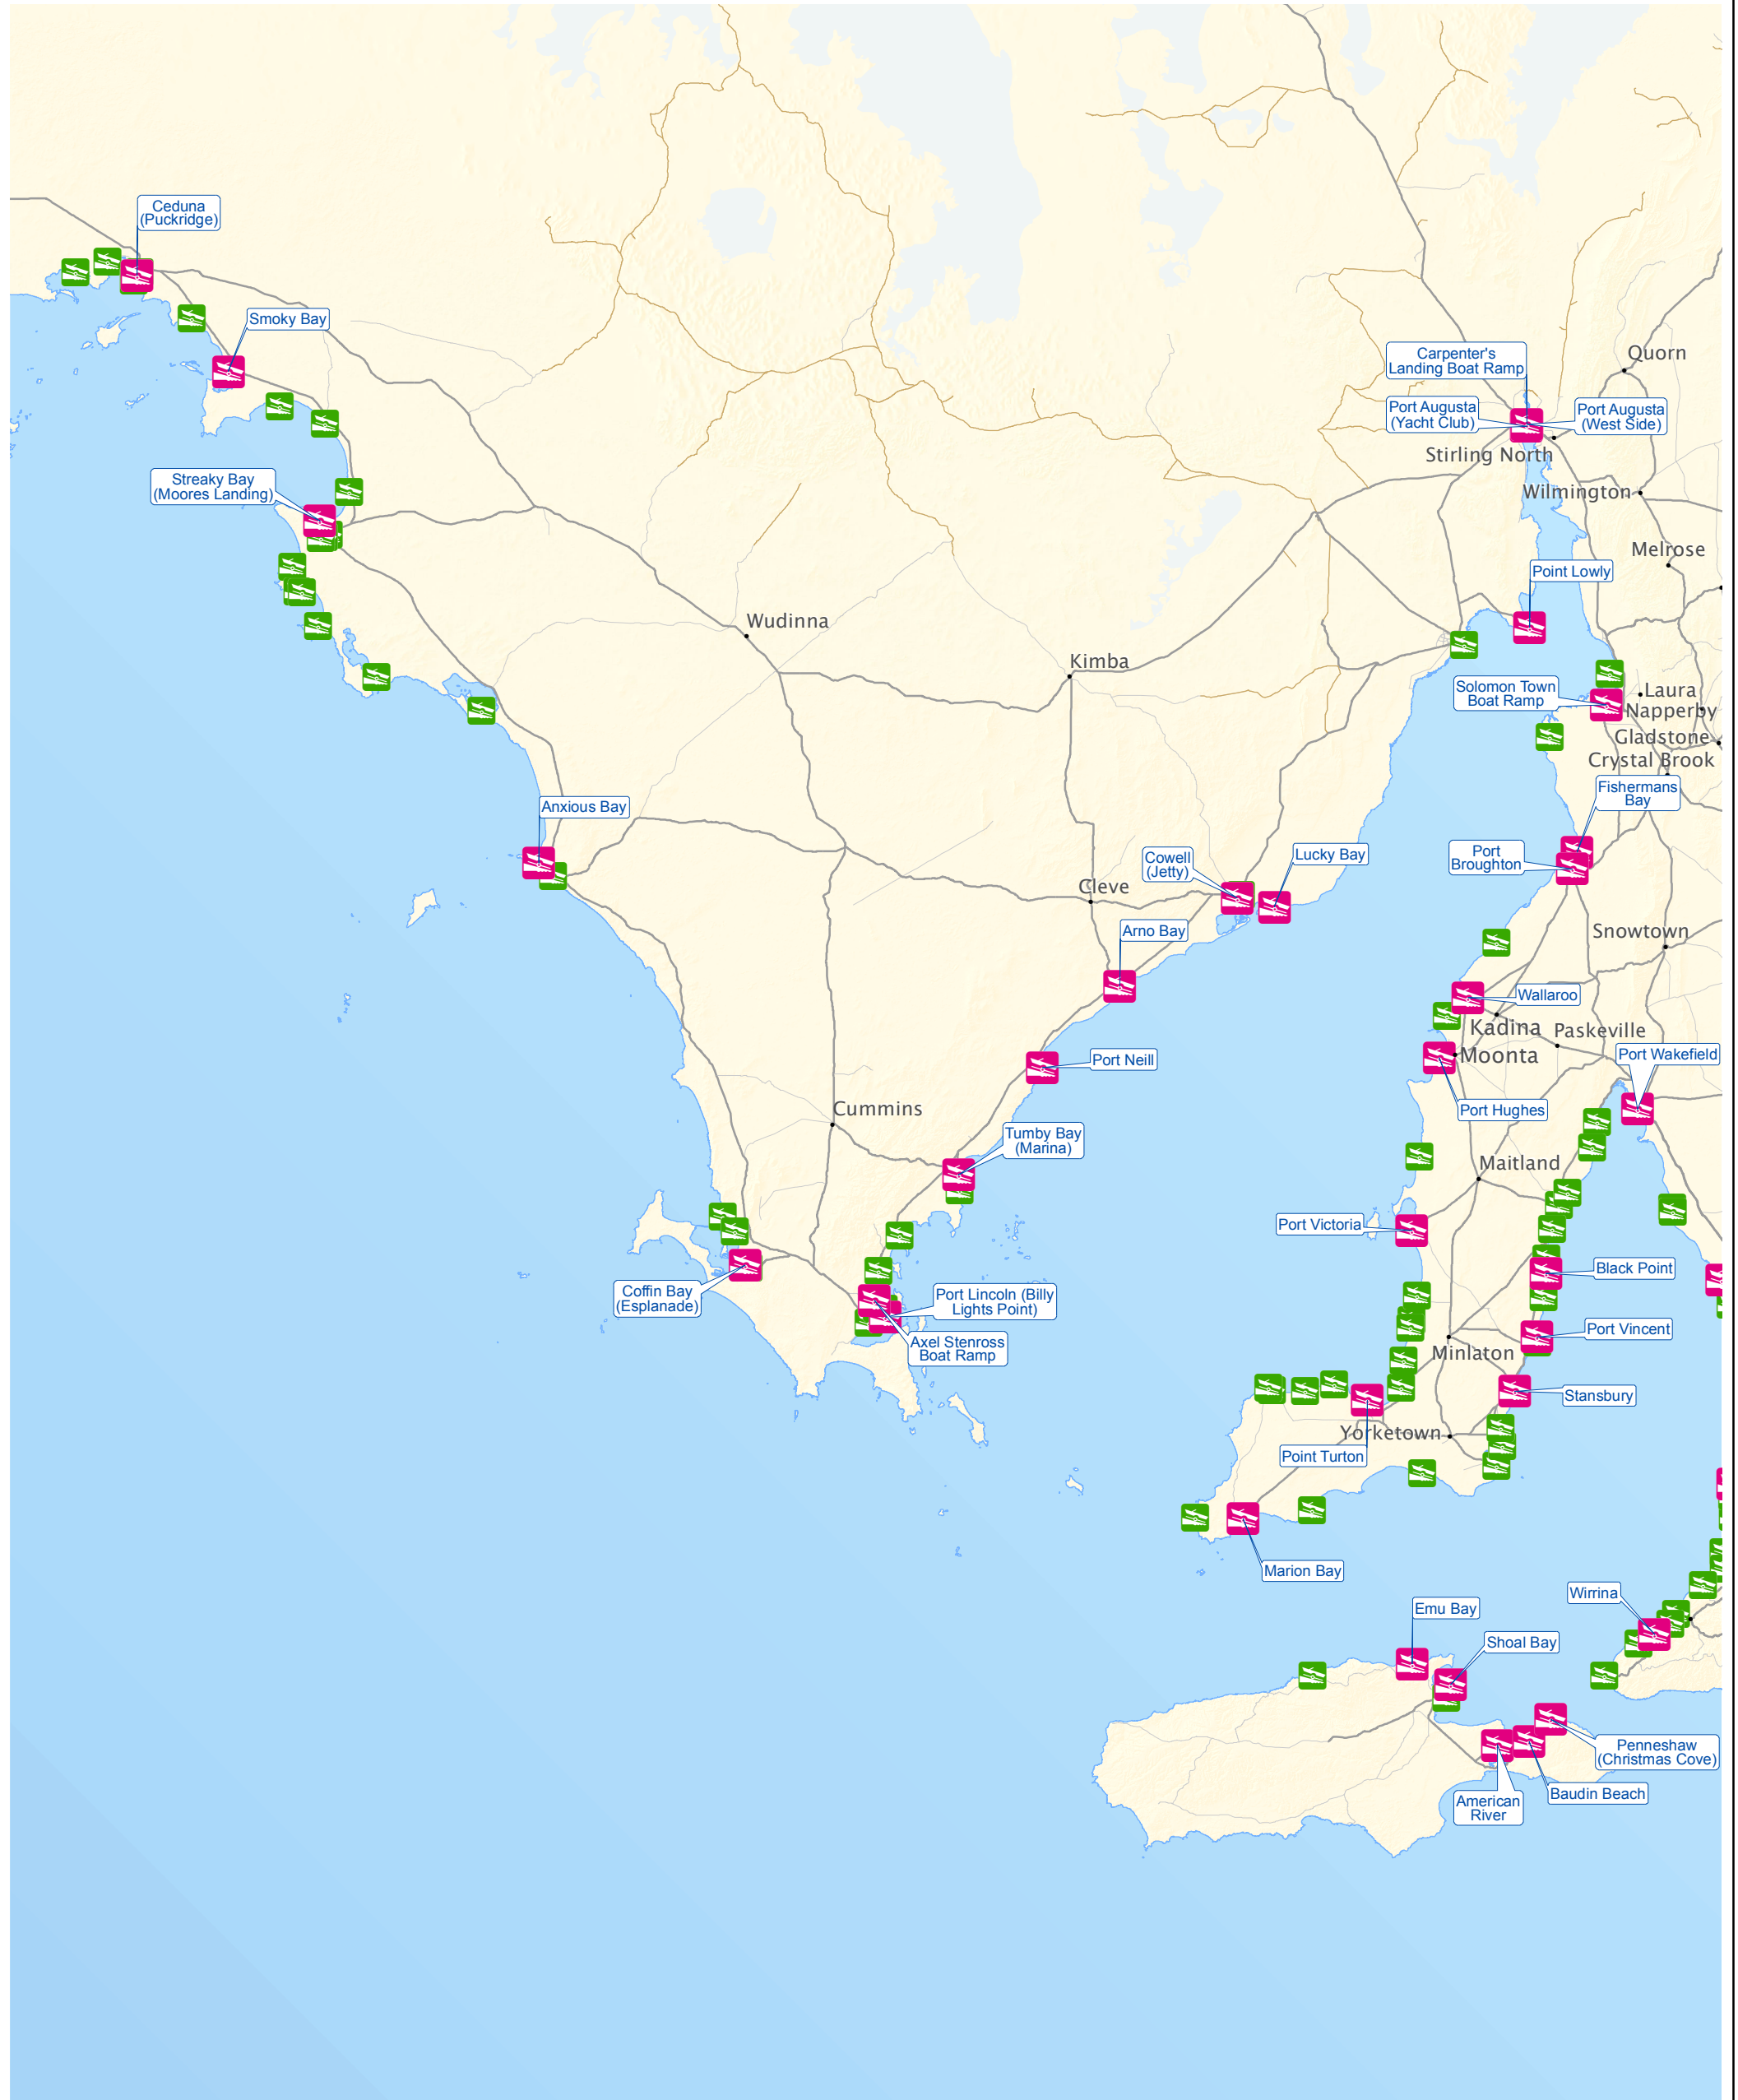 Ceduna
(Puckridge)
Smoky Bay
Carpenter's
Landing Boat Ramp
Quorn
Port Augusta
(Yacht Club)
Port Augusta
(West Side)
Stirling North
Streaky Bay
(Moores Landing)
Wilmington
Melrose
Point Lowly
Wudinna
Kimba
Solomon Town
Boat Ramp
Laura
Napperby
Gladstone
Crystal Brook
Fishermans
Bay
Anxious Bay
Port
Broughton
Cowell
(Jetty)
Lucky Bay
Cleve
Arno Bay
Snowtown
Wallaroo
Kadina
Paskeville
Moonta
Port Wakefield
Port Neill
Port Hughes
Cummins
Tumby Bay
(Marina)
Maitland
Port Victoria
Black Point
Coffin Bay
(Esplanade)
Port Lincoln (Billy
Lights Point)
Axel Stenross
Boat Ramp
Port Vincent
Minlaton
Stansbury
Yorketown
Point Turton
Marion Bay
Wirrina
Emu Bay
Shoal Bay
Penneshaw
(Christmas Cove)
Baudin Beach
American
River